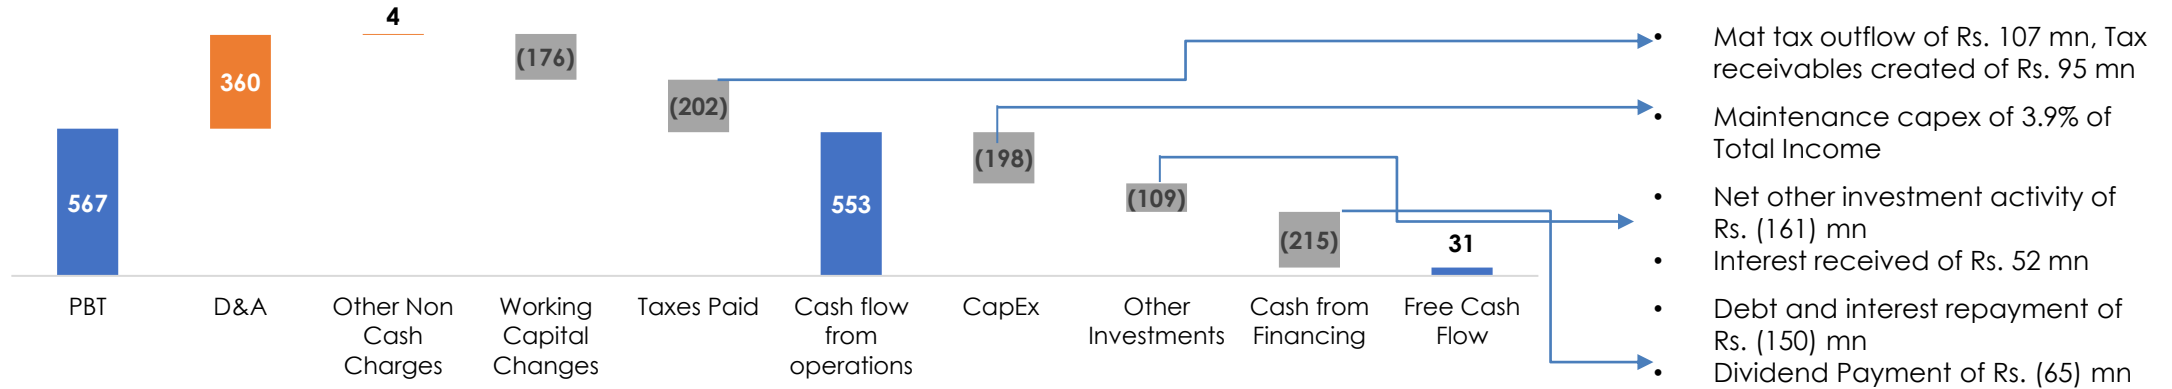 4
360
567
(176)
(202)
553
(198)
(109)
(215)
31
PBT
D&A
Other Non
Cash
Charges
Working
Capital
Changes
Taxes Paid
Cash flow
from
operations
CapEx
Other
Investments
Cash from
Financing
Free Cash
Flow
• Mat tax outflow of Rs. 107 mn, Tax
receivables created of Rs. 95 mn
• Maintenance capex of 3.9% of
Total Income
• Net other investment activity of
Rs. (161) mn
• Interest received of Rs. 52 mn
• Debt and interest repayment of
Rs. (150) mn
• Dividend Payment of Rs. (65) mn